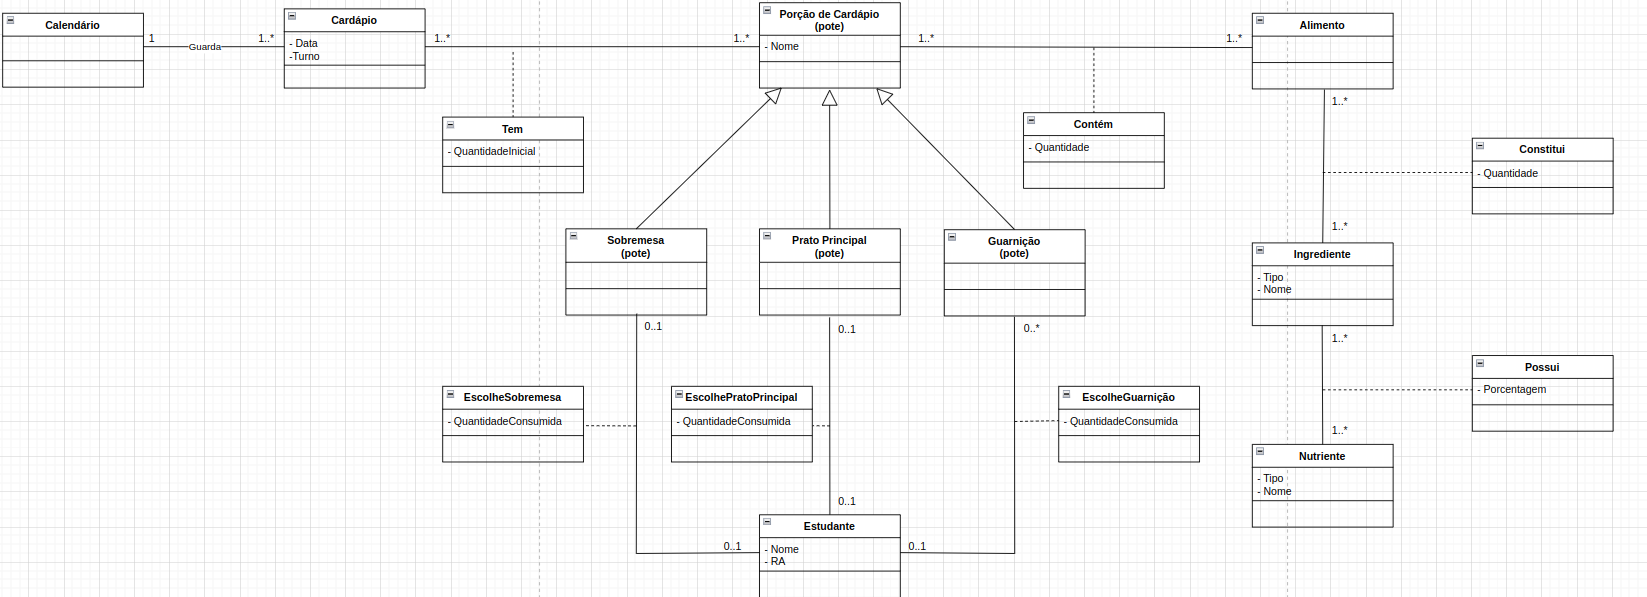 Calendário
1
Guarda
1..*
Cardápio
- Data
-Turno
1..*
1..*
Porção de Cardápio
(pote)
- Nome
1..*
1..*
Alimento
Tem
- QuantidadeInicial
Contém
- Quantidade
1..*
Constitui
- Quantidade
1..*
Sobremesa
(pote)
Prato Principal
(pote)
Guarnição
(pote)
Ingrediente
- Tipo
- Nome
0..1
0..1
0..*
1..*
Possui
- Porcentagem
EscolheSobremesa
- QuantidadeConsumida
EscolhePratoPrincipal
- QuantidadeConsumida
EscolheGuarnição
- QuantidadeConsumida
1..*
Nutriente
- Tipo
- Nome
0..1
0..1
0..1
Estudante
- Nome
- RA